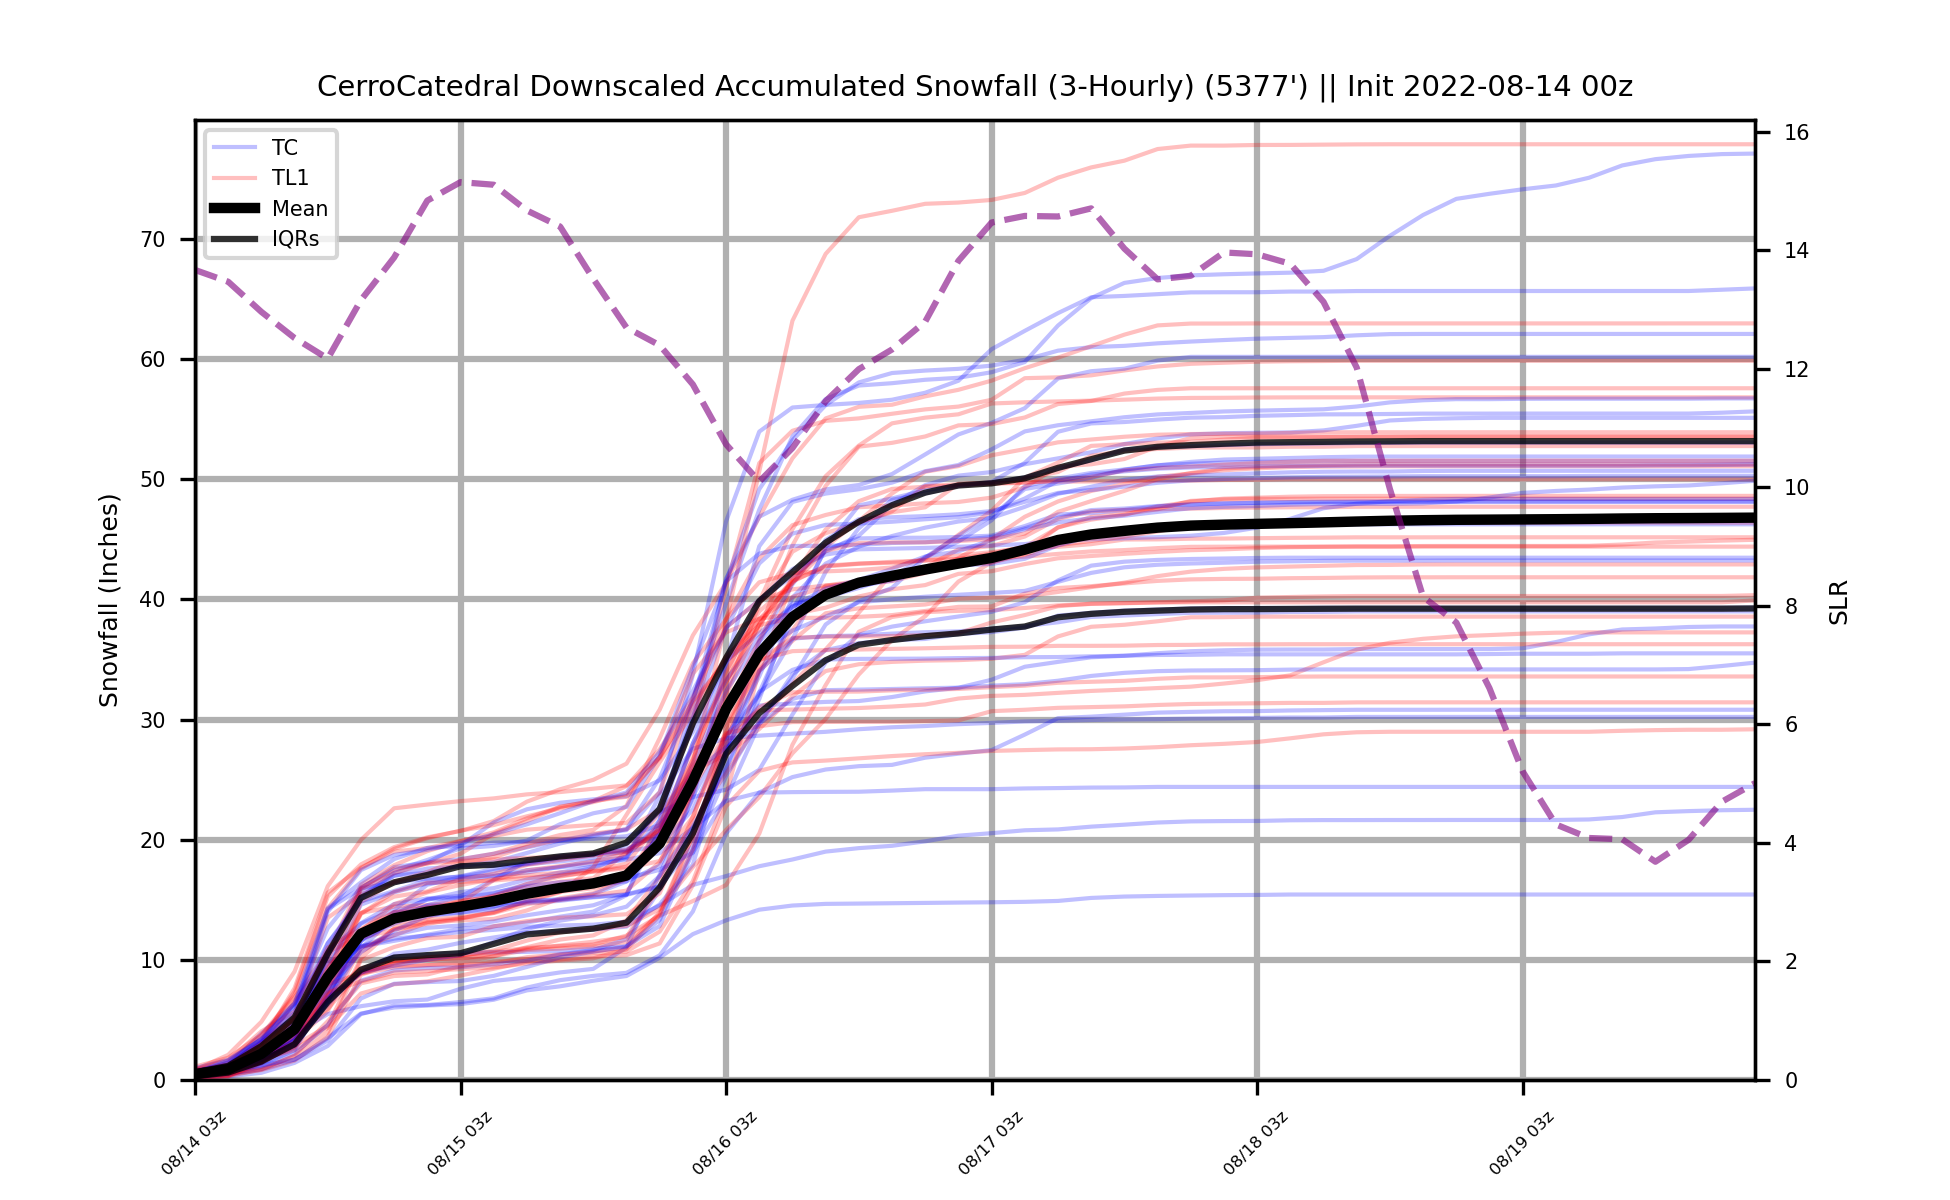 CerroCatedral Downscaled Accumulated Snowfall (3-Hourly) (5377') || Init 2022-08-14 00z
TC
TL1
Mean
IQRs
Snowfall (Inches)
70
60
50
40
30
20
10
0
16
14
12
10
8
6
4
2
0
SLR
08/14 03z
08/15 03z
08/16 03z
08/17 03z
08/18 03z
08/19 03z